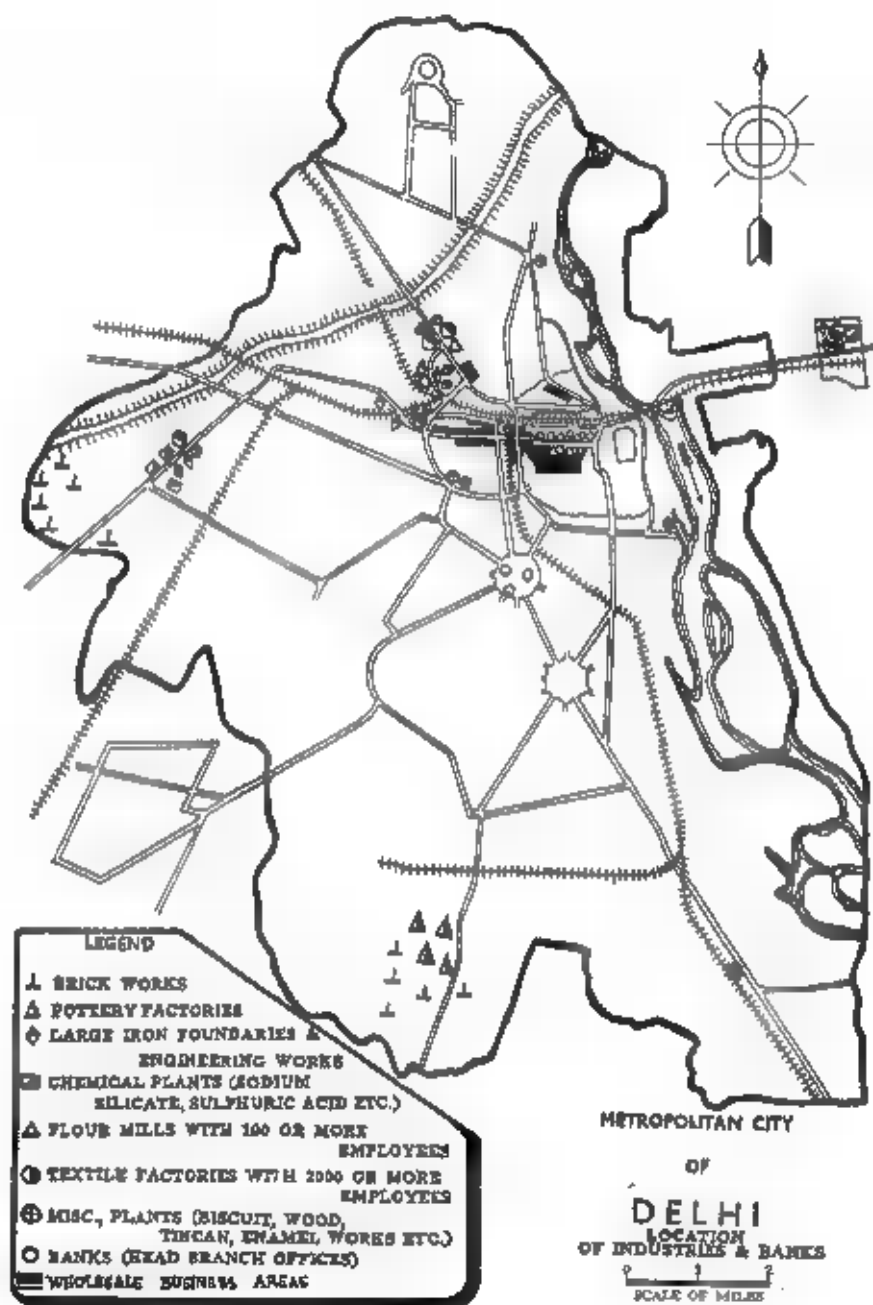 LEGEND
BRICK WORKS
POTTERY FACTORIES
LARGE IRON FOUNDARIES &
ENGINEERING WORKS
CHEMICAL PLANTS (SODIUM
SILICATE, SULPHURIC ACID ETC.)
FLOUR MILLS WITH 100 OR MORE
EMPLOYEES
TEXTILE FACTORIES WITH 2000 OR MORE
EMPLOYEES
MISC., PLANTS (BISCUIT, WOOD,
TINCAN, ENAMEL WORKS ETC.)
BANKS (HEAD BRANCH OFFICES)
WHOLESALE BUSINESS AREAS
METROPOLITAN CITY
OF
DELHI
LOCATION
OF INDUSTRIES & BANKS
0 1 2
SCALE OF MILES